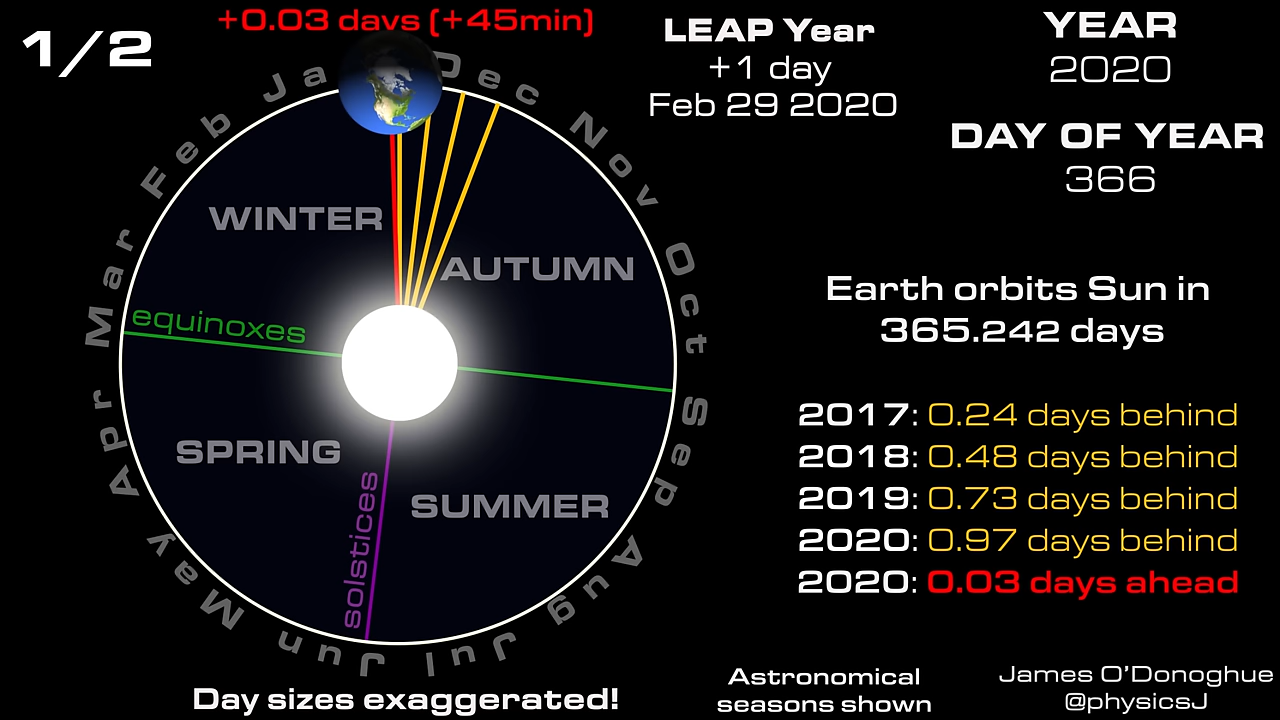 1/2
+0.03 days (+45min)
LEAP Year
+1 day
Feb 29 2020
YEAR
2020
DAY OF YEAR
366
Ja
Feb
Mar
Apr
May
Jun
Jul
Aug
Sep
Oct
Nov
Dec
WINTER
AUTUMN
equinoxes
SPRING
SUMMER
solstices
Earth orbits Sun in
365.242 days
2017: 0.24 days behind
2018: 0.48 days behind
2019: 0.73 days behind
2020: 0.97 days behind
2020: 0.03 days ahead
Day sizes exaggerated!
Astronomical
seasons shown
James O'Donoghue
@physicsJ